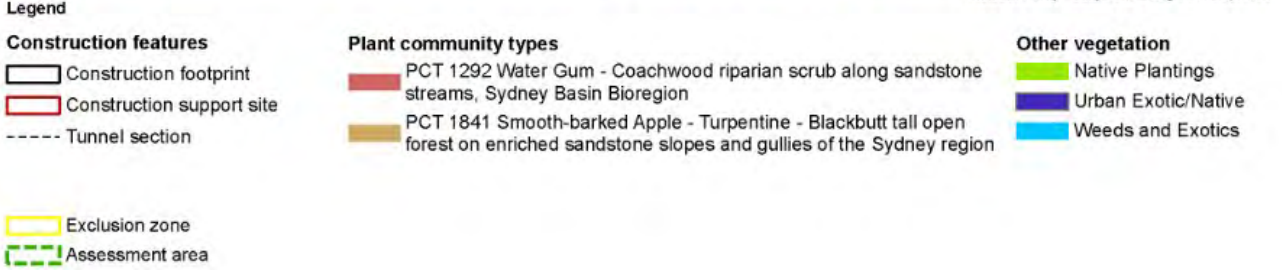 Legend
Construction features
Construction footprint
Construction support site
Tunnel section
Plant community types
PCT 1292 Water Gum - Coachwood riparian scrub along sandstone
streams, Sydney Basin Bioregion
PCT 1841 Smooth-barked Apple - Turpentine - Blackbutt tall open
forest on enriched sandstone slopes and gullies of the Sydney region
Other vegetation
Native Plantings
Urban Exotic/Native
Weeds and Exotics
Exclusion zone
Assessment area